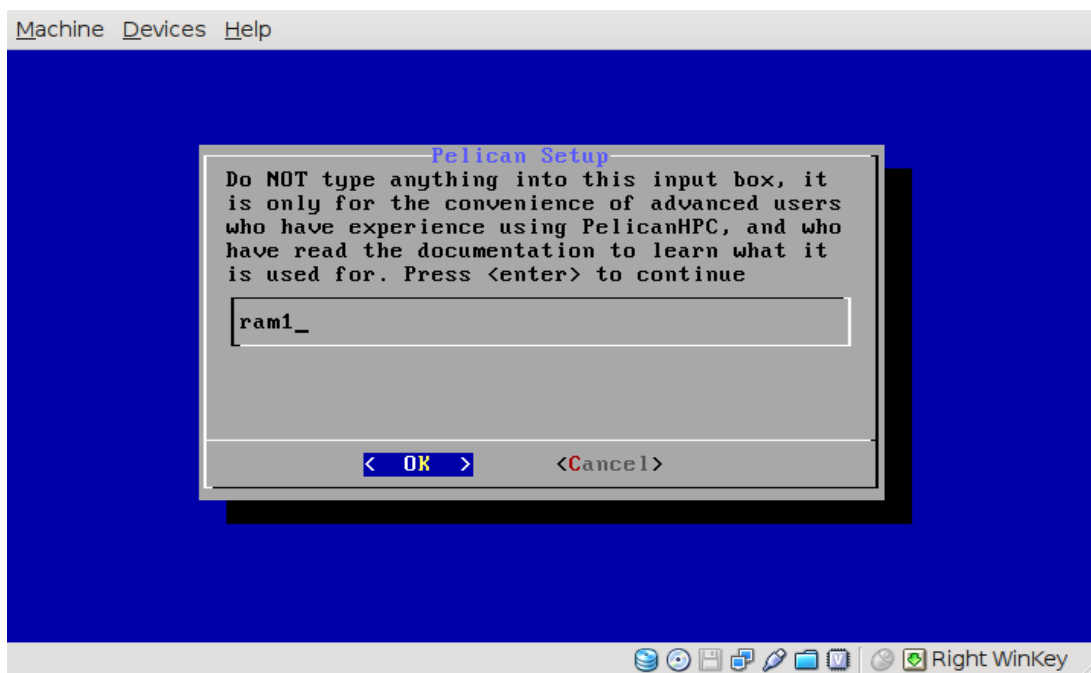 Machine Devices Help
Pelican Setup
Do NOT type anything into this input box, it
is only for the convenience of advanced users
who have experience using PelicanHPC, and who
have read the documentation to learn what it
is used for. Press <enter> to continue
ram1_
< OK > <Cancel>
V Right WinKey